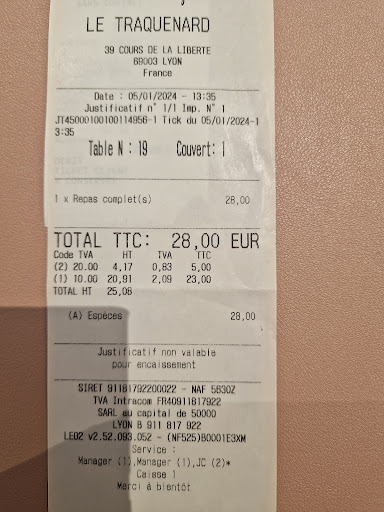 LE TRAQUENARD
39 COURS DE LA LIBERTE
69003 LYON
France
Date : 05/01/2024 - 13:35
Justificatif n° 1/1 Imp. N° 1
JT45000100100114956-1 Tick du 05/01/2024-1
3:35
Table N : 19 Couvert: 1
1 x Repas complet(s) 28,00
TOTAL TTC: 28,00 EUR
Code TVA HT TVA TTC
(2) 20.00 4,17 0,83 5,00
(1) 10.00 20,91 2,09 23,00
TOTAL HT 25,08
(A) Espèces 28,00
Justificatif non valable
pour encaissement
SIRET 91181792200022 - NAF 5630Z
TVA Intracom FR40911817922
SARL au capital de 50000
LYON B 911 817 922
LEO2 v2.52.093.052 - (NF525)B0001E3XM
Service :
Manager (1),Manager (1),JC (2)*
Caisse 1
Merci à bientôt